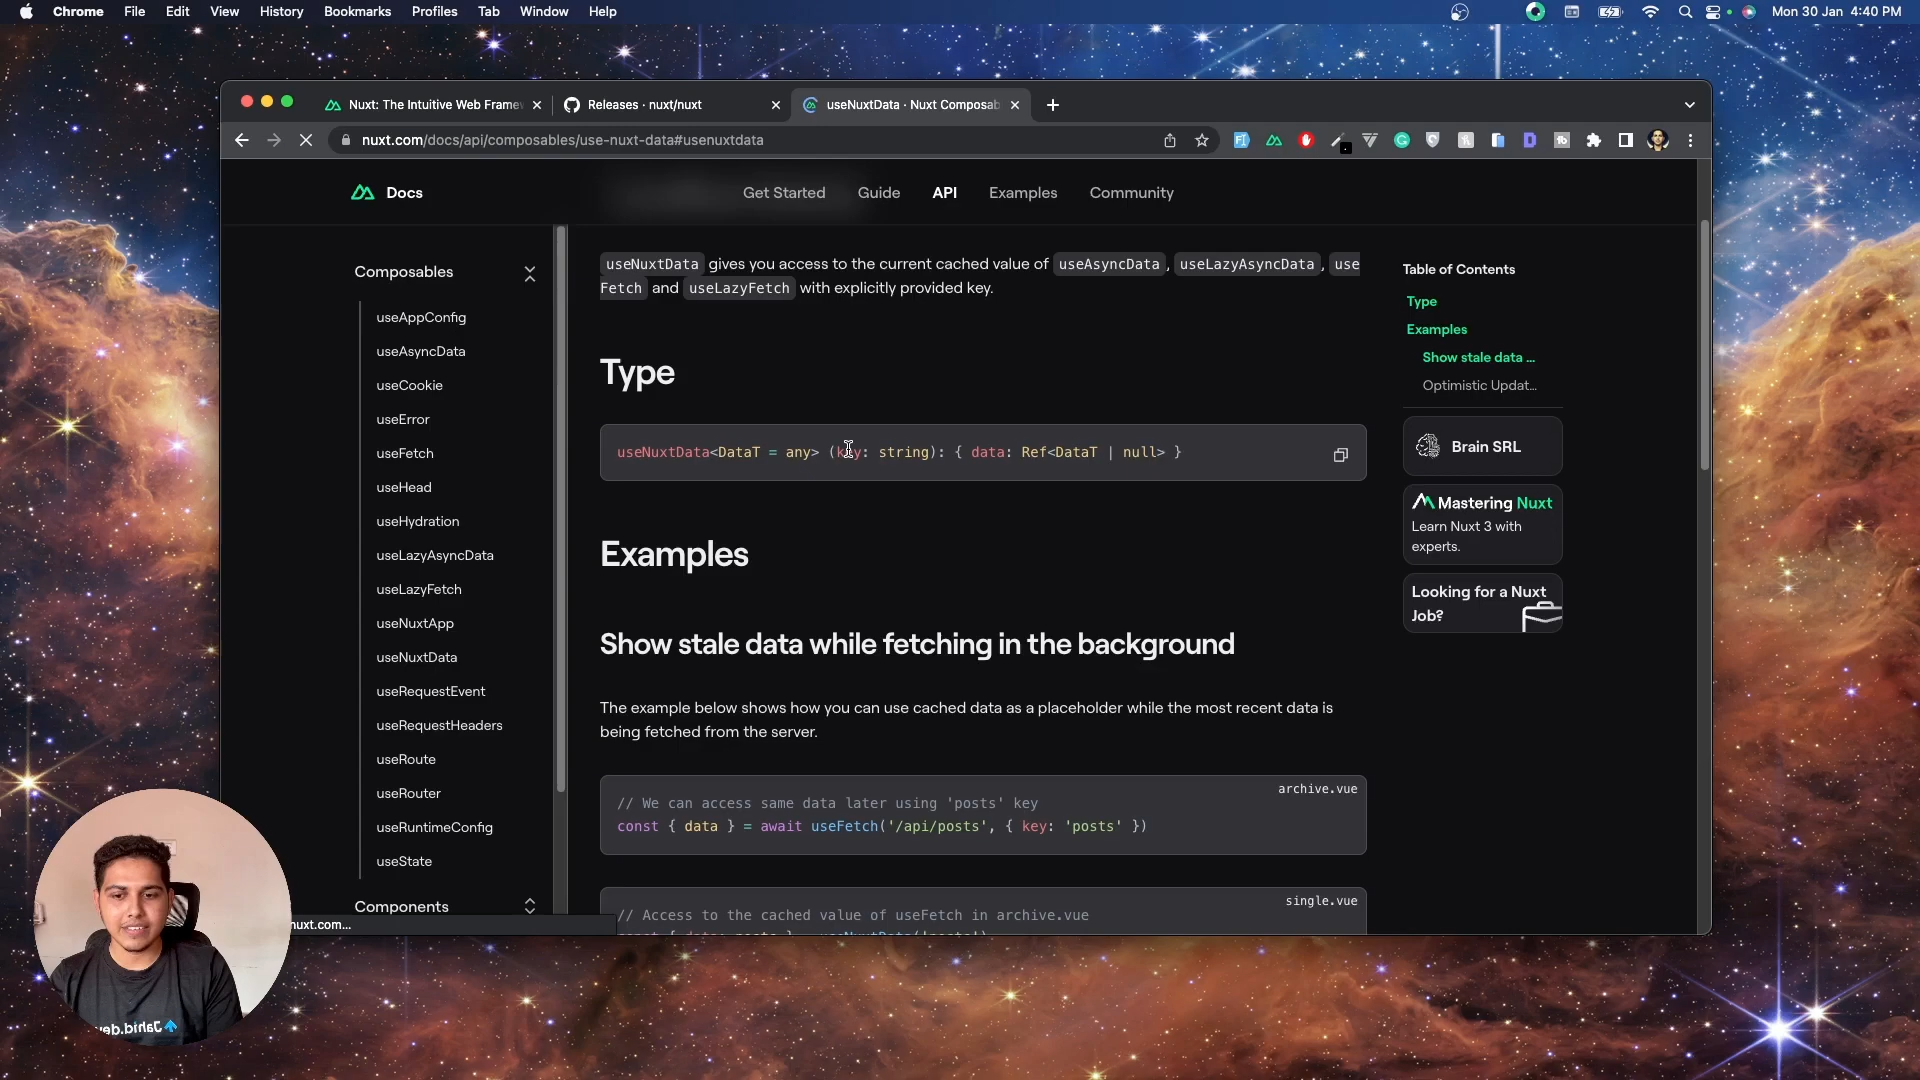 Chrome File Edit View History Bookmarks Profiles Tab Window Help Mon 30 Jan 4:40 PM
Nuxt: The Intuitive Web Frame
Releases · nuxt/nuxt
useNuxtData · Nuxt Composab
nuxt.com/docs/api/composables/use-nuxt-data#usenuxtdata
Docs Get Started Guide API Examples Community
Composables
useAppConfig
useAsyncData
useCookie
useError
useFetch
useHead
useHydration
useLazyAsyncData
useLazyFetch
useNuxtApp
useNuxtData
useRequestEvent
useRequestHeaders
useRoute
useRouter
useRuntimeConfig
useState
Components
nuxt.com...
useNuxtData gives you access to the current cached value of useAsyncData, useLazyAsyncData, use
Fetch and useLazyFetch with explicitly provided key.
Type
useNuxtData<DataT = any> (key: string): { data: Ref<DataT | null> }
Examples
Show stale data while fetching in the background
The example below shows how you can use cached data as a placeholder while the most recent data is
being fetched from the server.
archive.vue
// We can access same data later using 'posts' key
const { data } = await useFetch('/api/posts', { key: 'posts' })
single.vue
// Access to the cached value of useFetch in archive.vue
Table of Contents
Type
Examples
Show stale data ...
Optimistic Updat...
Brain SRL
Mastering Nuxt
Learn Nuxt 3 with
experts.
Looking for a Nuxt
Job?